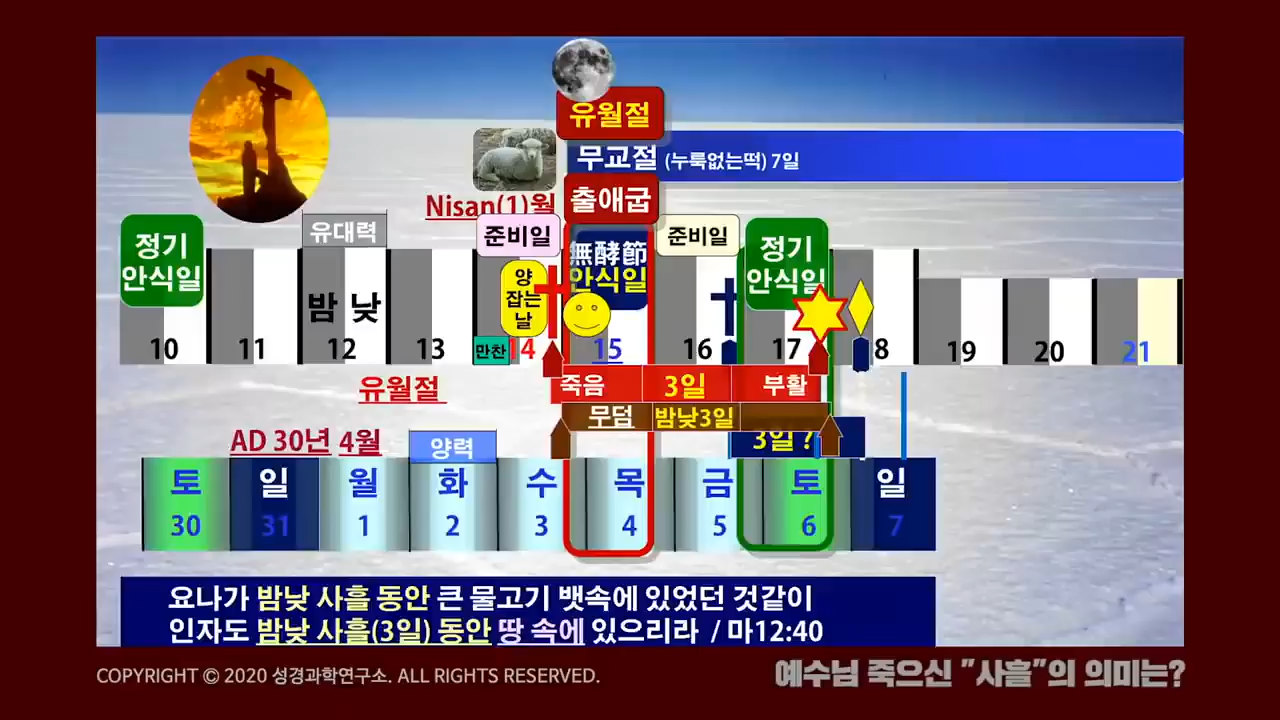 유월절
무교절 (누룩없는떡) 7일
출애굽
Nisan(1)월
정기
안식일
유대력
준비일
無酵節
안식일
준비일
정기
안식일
양
잡는
날
밤 낮
만찬
10 11 12 13 14 15 16 17 8 19 20 21
유월절
죽음 3일 부활
무덤 밤낮3일
3일 ?
AD 30년 4월
양력
토 일 월 화 수 목 금 토 일
30 31 1 2 3 4 5 6 7
요나가 밤낮 사흘 동안 큰 물고기 뱃속에 있었던 것같이
인자도 밤낮 사흘(3일) 동안 땅 속에 있으리라 / 마12:40
COPYRIGHT © 2020 성경과학연구소. ALL RIGHTS RESERVED.
예수님 죽으신 "사흘"의 의미는?